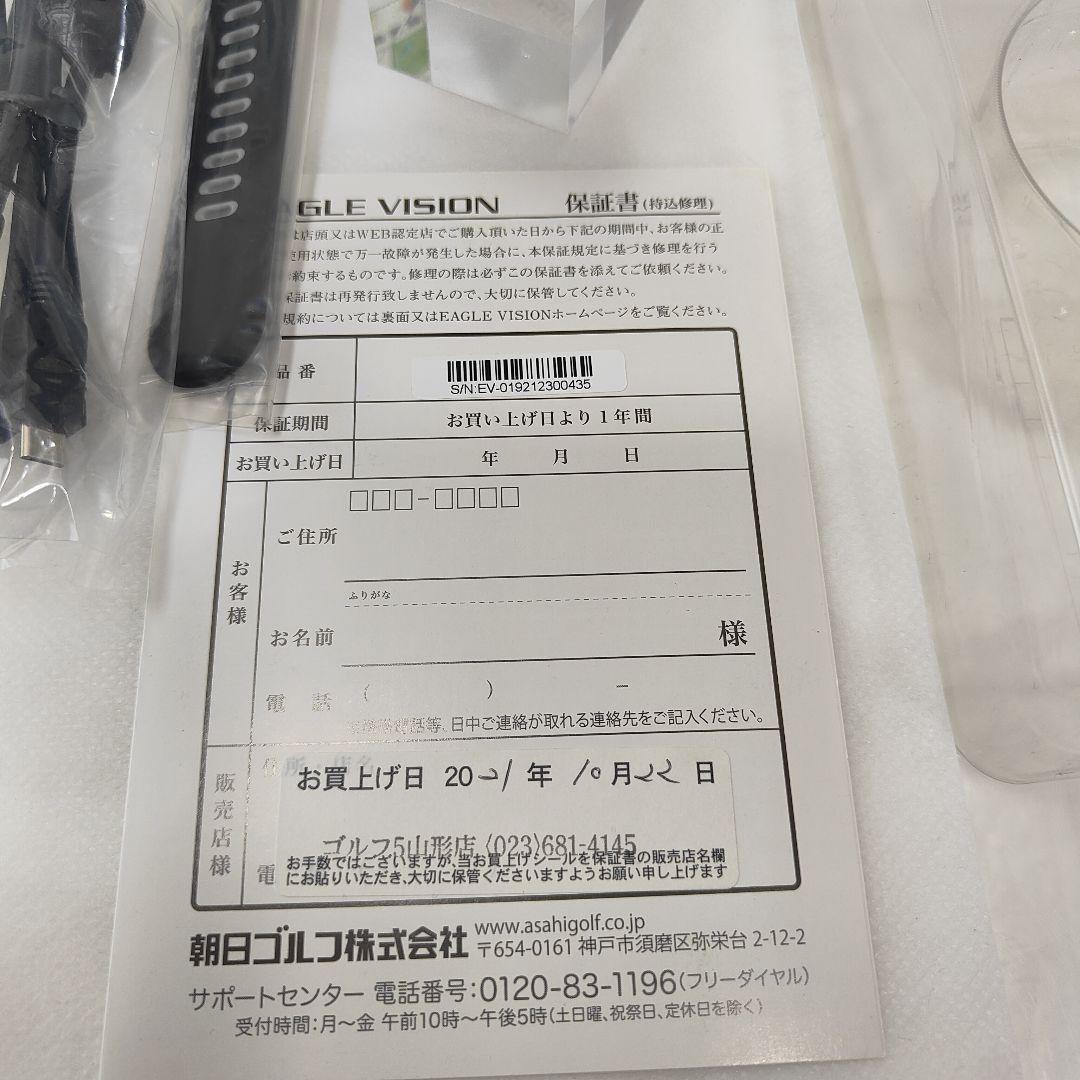 GLE VISION 保証書(持込修理)
店頭又はWEB認定店でご購入頂いた日から下記の期間中、お客様の正
使用状態で万一故障が発生した場合に、本保証規定に基づき修理を行う
約束するものです。修理の際は必ずこの保証書を添えてご依頼ください。
保証書は再発行致しませんので、大切に保管してください。
規約については裏面又はEAGLE VISIONホームページをご覧ください。
品番
S/N:EV-019212300435
保証期間 お買い上げ日より1年間
お買い上げ日 年 月 日
お客様
□□□-□□□□
ご住所
ふりがな
お名前 様
電話 ( ) －
電話等、日中ご連絡が取れる連絡先をご記入ください。
販売店様
住所・店名
お買上げ日 2021年 10月22日
ゴルフ5山形店 (023)681-4145
電
お手数ではございますが、当お買上げシールを保証書の販売店名欄
にお貼りいただき、大切に保管くださいますようお願い申し上げます
朝日ゴルフ株式会社 www.asahigolf.co.jp
〒654-0161 神戸市須磨区弥栄台 2-12-2
サポートセンター 電話番号:0120-83-1196(フリーダイヤル)
受付時間:月～金 午前10時～午後5時(土日曜、祝祭日、定休日を除く)